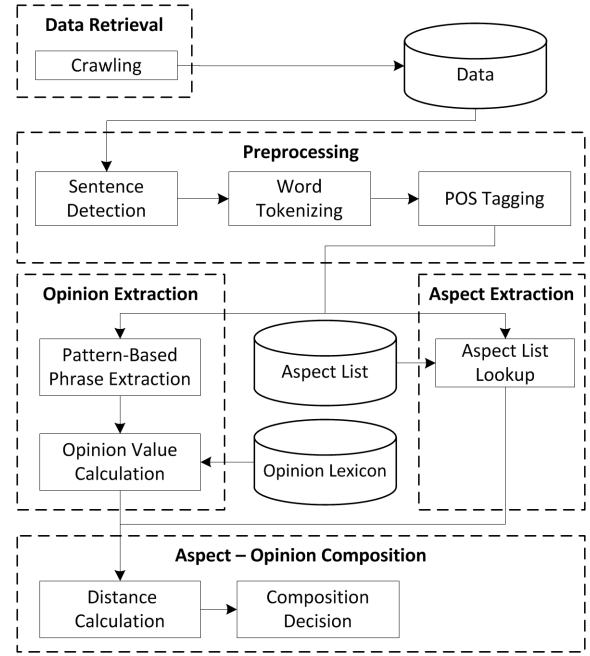 Data Retrieval
Crawling
Data
Preprocessing
Sentence
Detection
Word
Tokenizing
POS Tagging
Opinion Extraction
Aspect Extraction
Pattern-Based
Phrase Extraction
Aspect List
Aspect List
Lookup
Opinion Value
Calculation
Opinion Lexicon
Aspect – Opinion Composition
Distance
Calculation
Composition
Decision